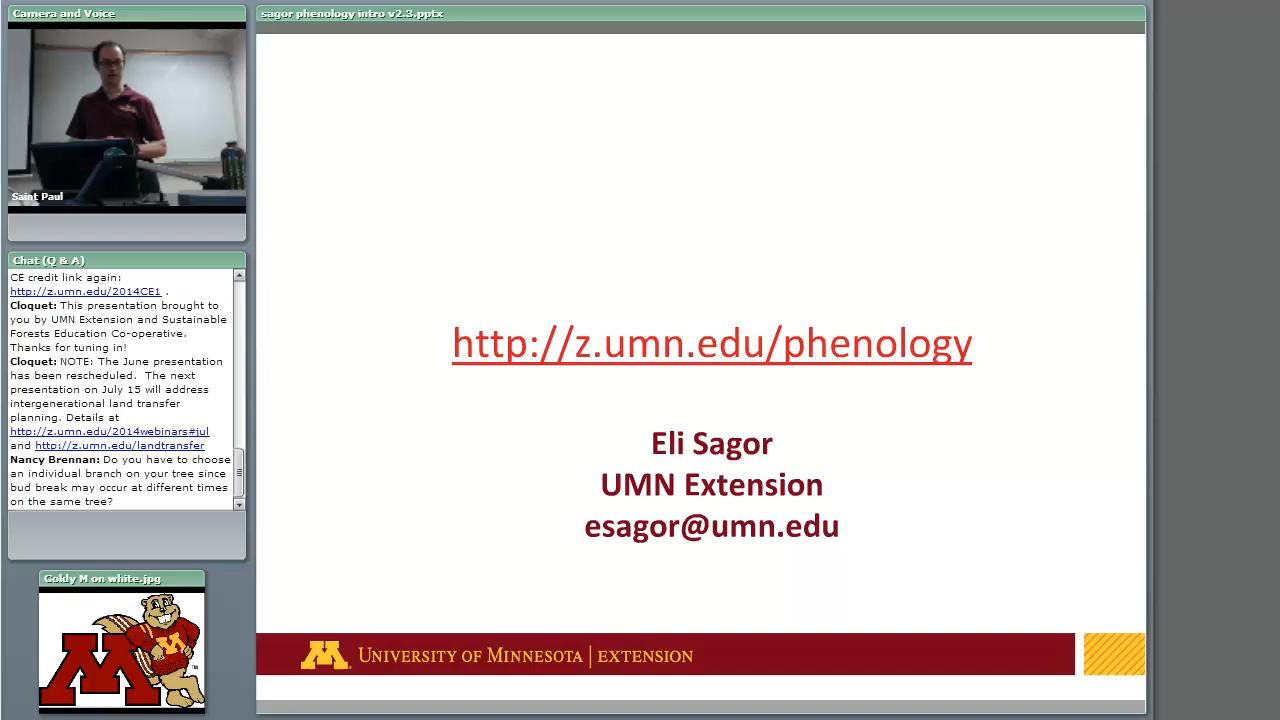 Camera and Voice
Saint Paul
Chat (Q & A)
CE credit link again:
http://z.umn.edu/2014CE1 .
Cloquet: This presentation brought to
you by UMN Extension and Sustainable
Forests Education Co-operative.
Thanks for tuning in!
Cloquet: NOTE: The June presentation
has been rescheduled.  The next
presentation on July 15 will address
intergenerational land transfer
planning. Details at
http://z.umn.edu/2014webinars#jul
and http://z.umn.edu/landtransfer
Nancy Brennan: Do you have to choose
an individual branch on your tree since
bud break may occur at different times
on the same tree?
Goldy M on white.jpg
M
M
TM
sagor phenology intro v2.3.pptx
http://z.umn.edu/phenology
Eli Sagor
UMN Extension
esagor@umn.edu
M UNIVERSITY OF MINNESOTA | EXTENSION